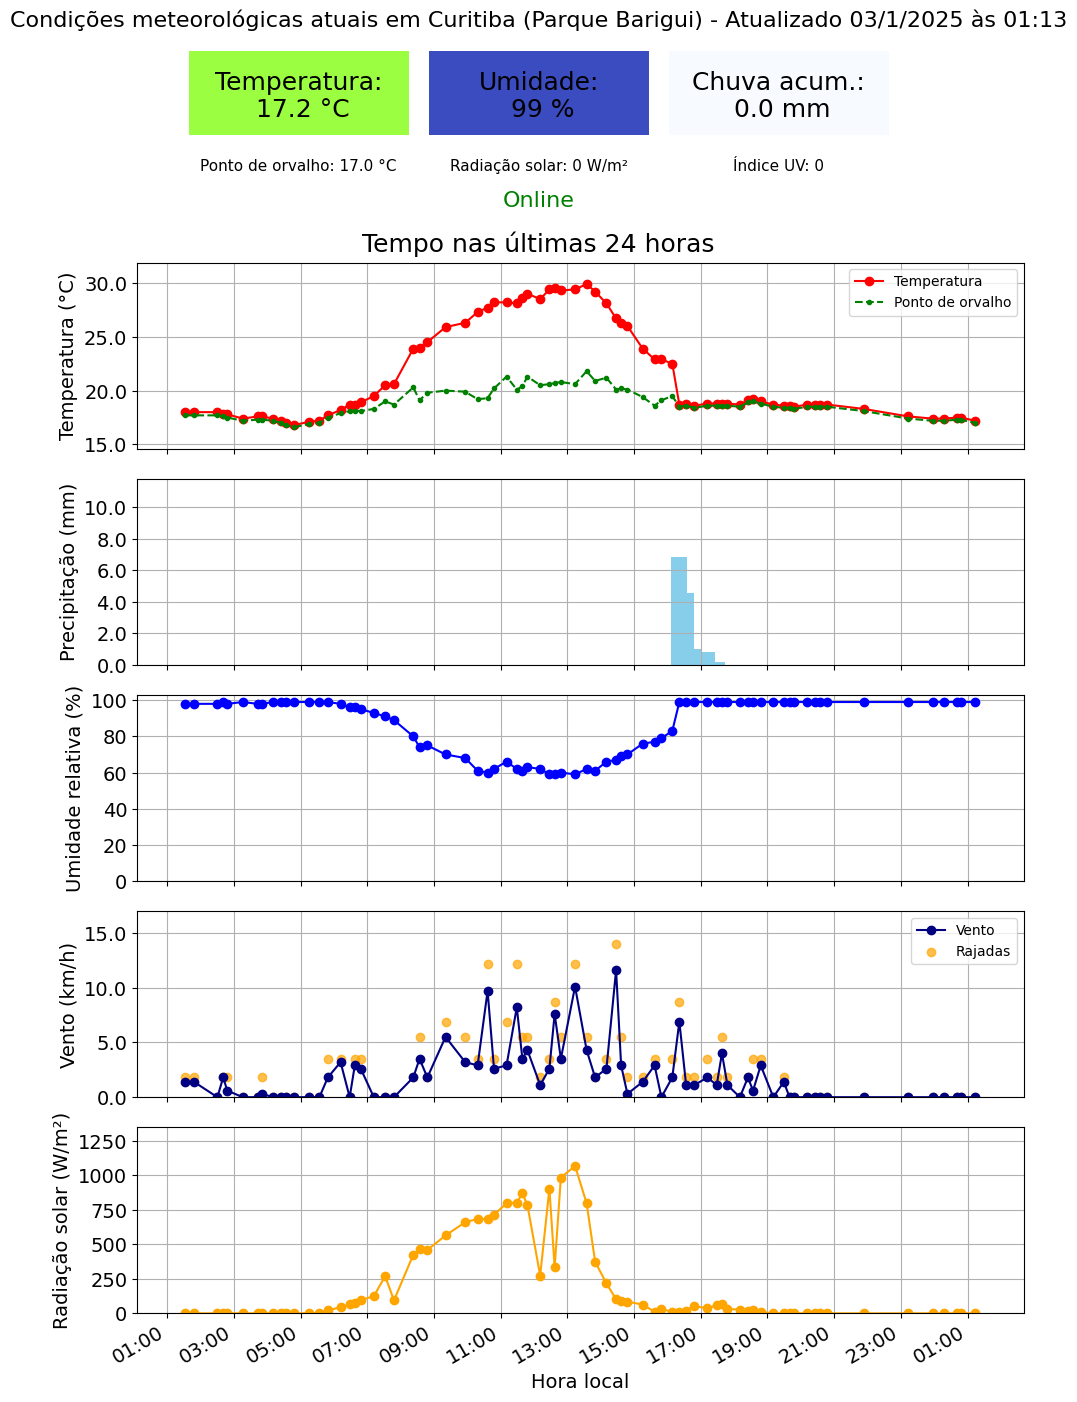 Condições meteorológicas atuais em Curitiba (Parque Barigui) - Atualizado 03/1/2025 às 01:13
Temperatura:
17.2 °C
Umidade:
99 %
Chuva acum.:
0.0 mm
Ponto de orvalho: 17.0 °C
Radiação solar: 0 W/m²
Índice UV: 0
Online
Tempo nas últimas 24 horas
Temperatura (°C)
30.0
25.0
20.0
15.0
Temperatura
Ponto de orvalho
Precipitação (mm)
10.0
8.0
6.0
4.0
2.0
0.0
Umidade relativa (%)
100
80
60
40
20
0
Vento (km/h)
15.0
10.0
5.0
0.0
Vento
Rajadas
Radiação solar (W/m²)
1250
1000
750
500
250
0
01:00 03:00 05:00 07:00 09:00 11:00 13:00 15:00 17:00 19:00 21:00 23:00 01:00
Hora local